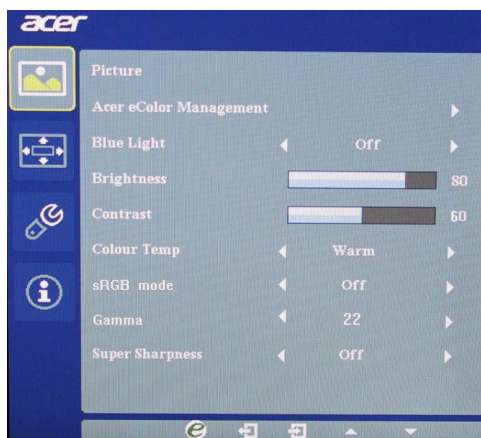 acer
Picture
Acer eColor Management
Blue Light Off
Brightness 80
Contrast 60
Colour Temp Warm
sRGB mode Off
Gamma 22
Super Sharpness Off
e